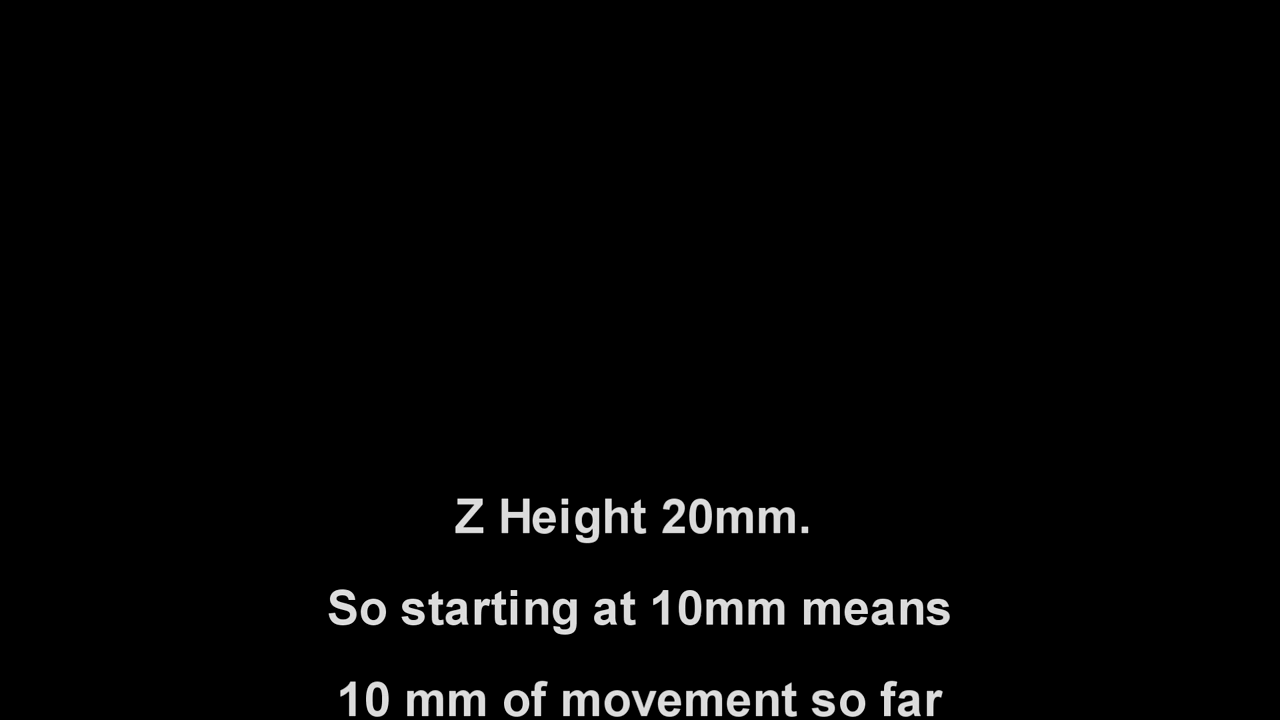 Z Height 20mm.
So starting at 10mm means
10 mm of movement so far